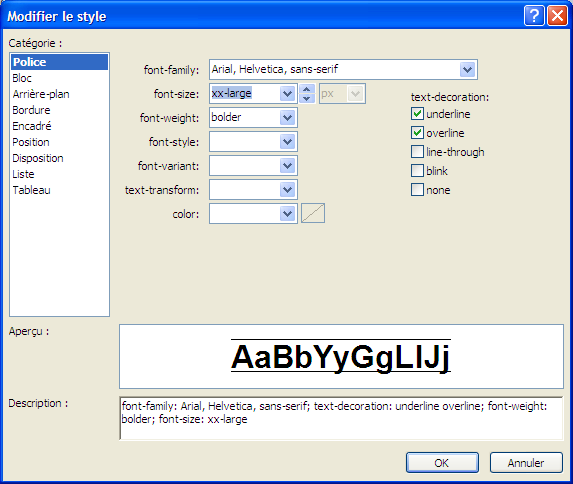 Modifier le style
Catégorie :
Police
Bloc
Arrière-plan
Bordure
Encadré
Position
Disposition
Liste
Tableau
font-family: Arial, Helvetica, sans-serif
font-size: xx-large px
font-weight: bolder
font-style:
font-variant:
text-transform:
color:
text-decoration:
underline
overline
line-through
blink
none
Aperçu :
AaBbYyGgLlJj
Description :
font-family: Arial, Helvetica, sans-serif; text-decoration: underline overline; font-weight:
bolder; font-size: xx-large
OK Annuler